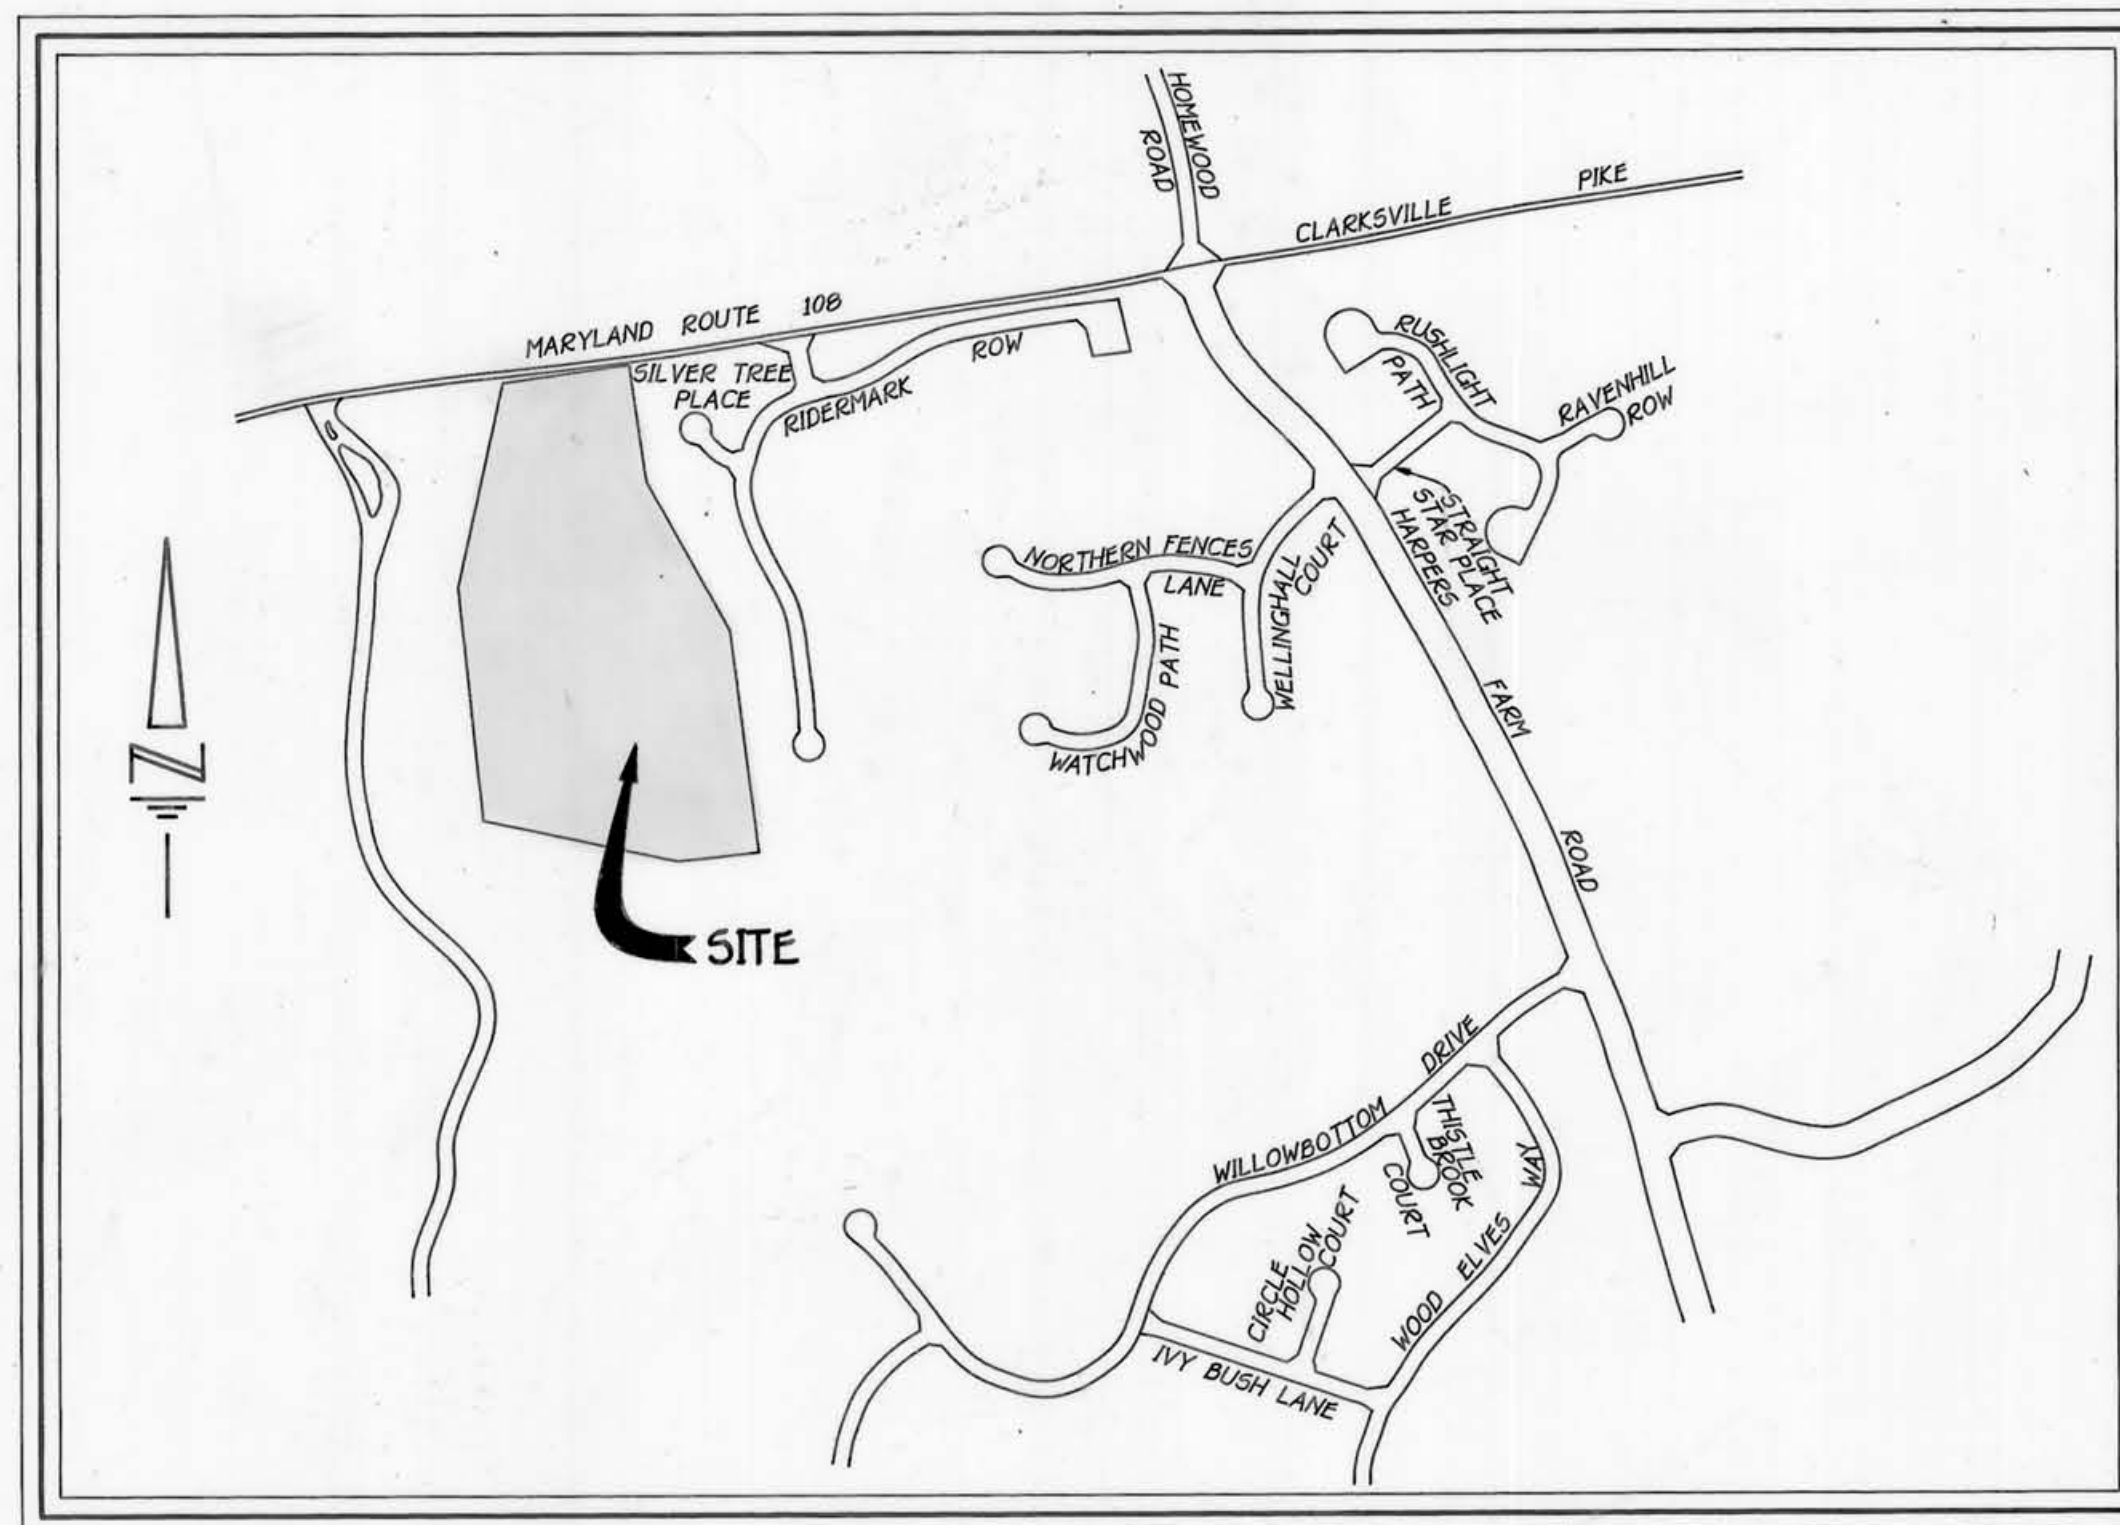 HOMEWOOD
ROAD
CLARKSVILLE PIKE
MARYLAND ROUTE 108
SILVER TREE
PLACE
RIDERMARK ROW
RUSHLIGHT
PATH
RAVENHILL
ROW
STRAIGHT
STAR PLACE
HARPERS FARM ROAD
NORTHERN FENCES
LANE
WELLINGHALL
COURT
WATCHWOOD PATH
N
SITE
WILLOWBOTTOM DRIVE
THISTLE
BROOK
COURT
WOOD ELVES WAY
CIRCLE
HOLLOW
COURT
IVY BUSH LANE